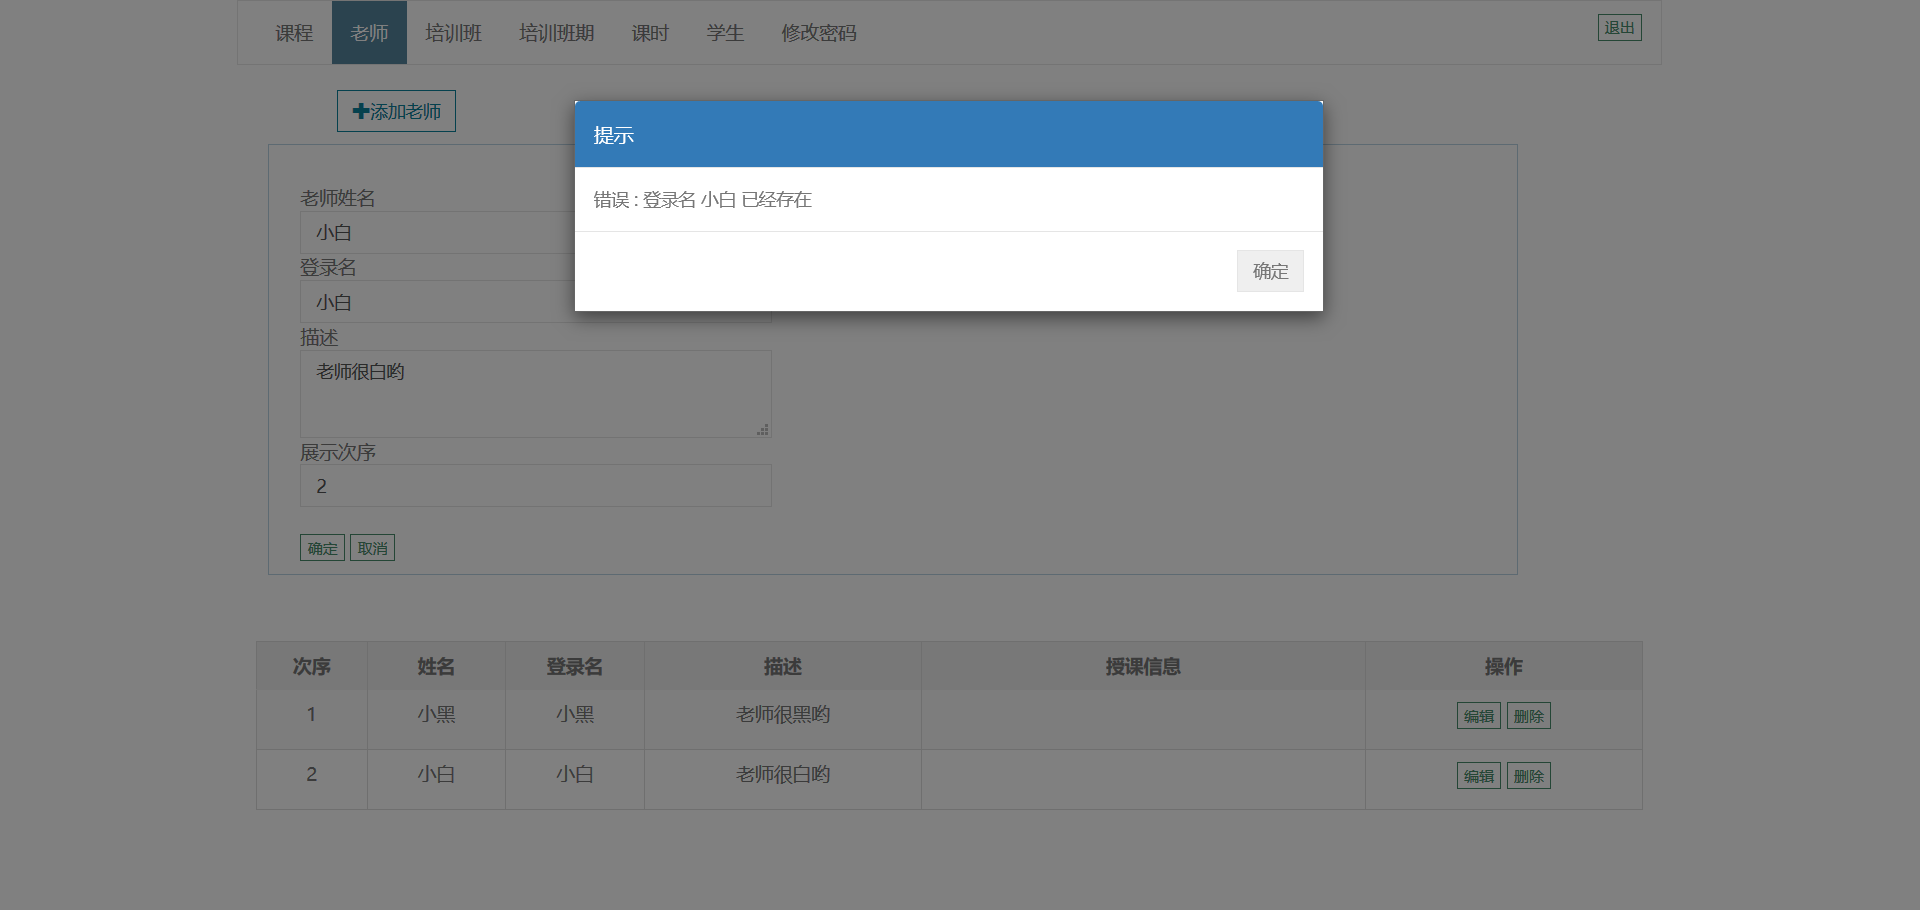 课程 老师 培训班 培训班期 课时 学生 修改密码 退出
添加老师
提示
错误 : 登录名 小白 已经存在
确定
老师姓名
小白
登录名
小白
描述
老师很白哟
展示次序
2
确定 取消
次序 姓名 登录名 描述 授课信息 操作
1 小黑 小黑 老师很黑哟 编辑 删除
2 小白 小白 老师很白哟 编辑 删除